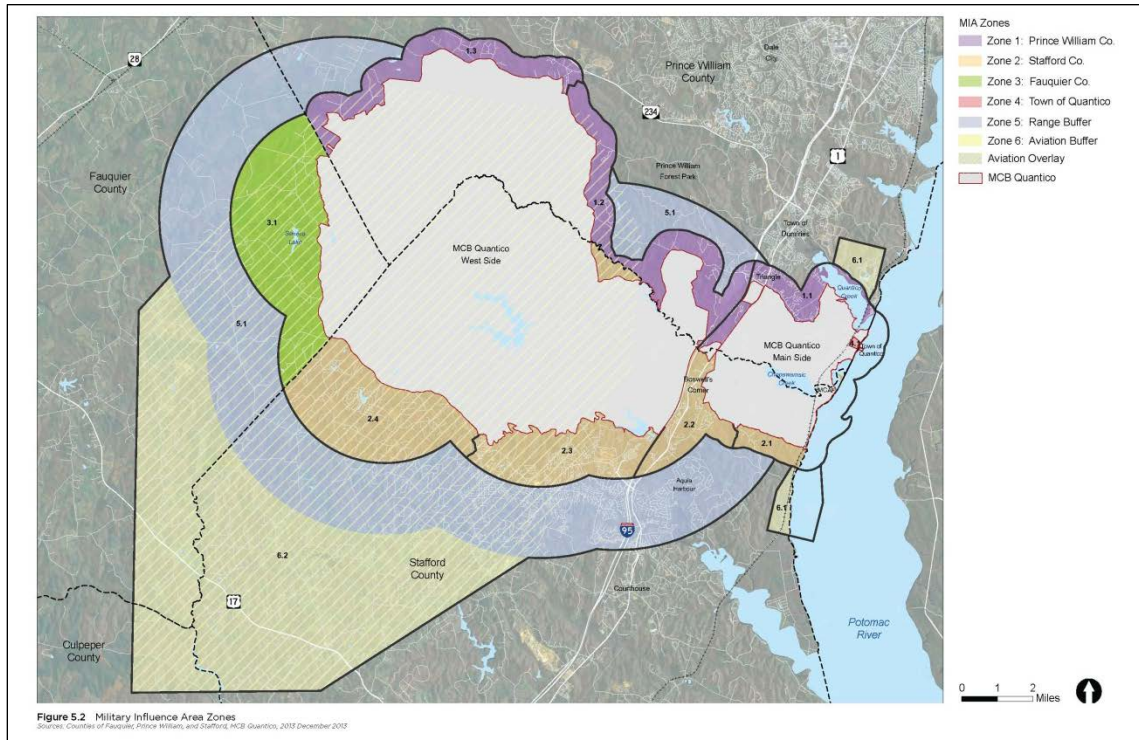 MIA Zones
Zone 1: Prince William Co.
Zone 2: Stafford Co.
Zone 3: Fauquier Co.
Zone 4: Town of Quantico
Zone 5: Range Buffer
Zone 6: Aviation Buffer
Aviation Overlay
MCB Quantico
28
1.3
Dale
City
Prince William
County
234
1
Prince William
Forest Park
Fauquier
County
5.1
1.2
3.1
Lake
Town of
Dumfries
6.1
MCB Quantico
West Side
Triangle
1.1
Quantico
Creek
5.1
MCB Quantico
Main Side
4
Town of
Quantico
Chopawamsic
Creek
MCAF
Boswell's
Corner
2.4
2.2
2.3
2.1
Aquia
Harbour
6.1
95
6.2
Stafford
County
Courthouse
17
Culpeper
County
Potomac
River
0 1 2
Miles
Figure 5.2 Military Influence Area Zones
Sources: Counties of Fauquier, Prince William, and Stafford, MCB Quantico, 2013 December 2013